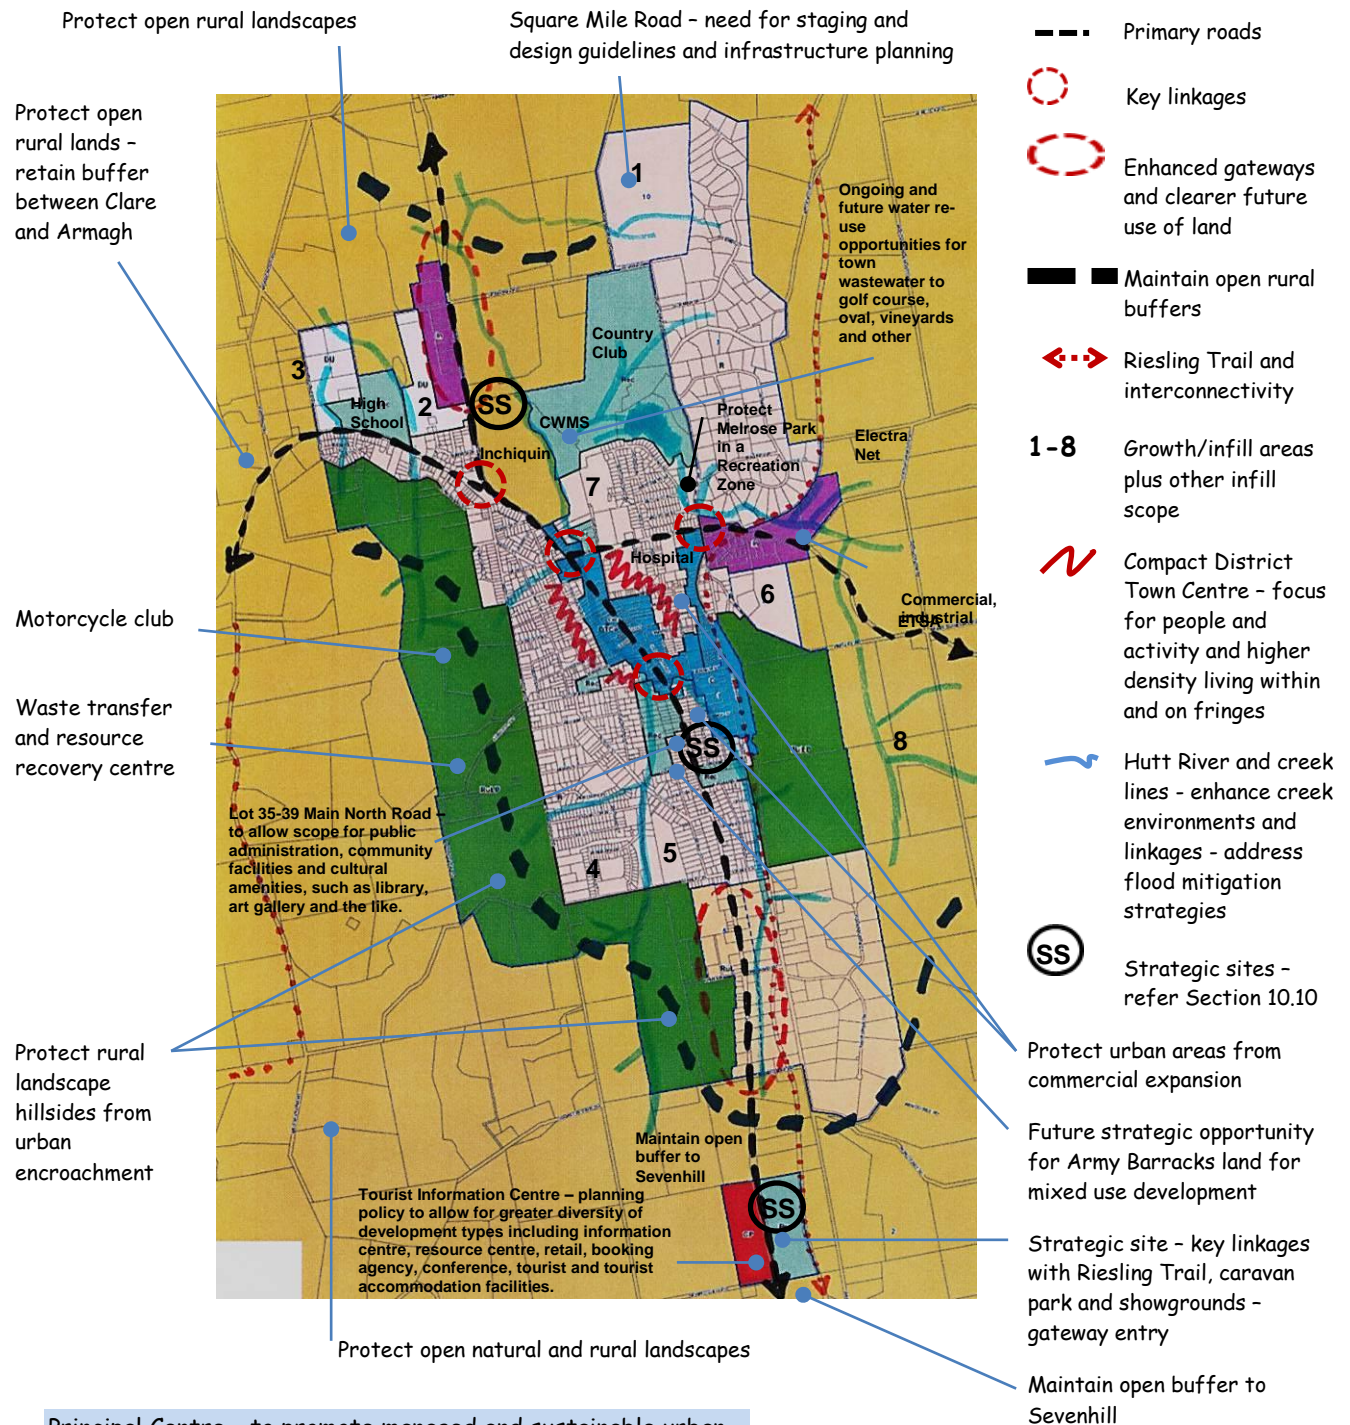 Protect open rural landscapes
Square Mile Road – need for staging and
design guidelines and infrastructure planning
Protect open
rural lands –
retain buffer
between Clare
and Armagh
Motorcycle club
Waste transfer
and resource
recovery centre
Protect rural
landscape
hillsides from
urban
encroachment
1
10
Ongoing and
future water re-
use
opportunities for
town
wastewater to
golf course,
oval, vineyards
and other
Country
Club
3
DU
High
School
DU
2
SS
CWMS
Inchiquin
7
Protect
Melrose Park
in a
Recreation
Zone
Electra
Net
Hospital
6
Commercial,
industrial
ETSA
8
SS
Lot 35-39 Main North Road –
to allow scope for public
administration, community
facilities and cultural
amenities, such as library,
art gallery and the like.
4
5
Maintain open
buffer to
Sevenhill
Tourist Information Centre – planning
policy to allow for greater diversity of
development types including information
centre, resource centre, retail, booking
agency, conference, tourist and tourist
accommodation facilities.
SS
Protect open natural and rural landscapes
Primary roads
Key linkages
Enhanced gateways
and clearer future
use of land
Maintain open rural
buffers
Riesling Trail and
interconnectivity
1-8
Growth/infill areas
plus other infill
scope
Compact District
Town Centre – focus
for people and
activity and higher
density living within
and on fringes
Hutt River and creek
lines - enhance creek
environments and
linkages - address
flood mitigation
strategies
SS
Strategic sites –
refer Section 10.10
Protect urban areas from
commercial expansion
Future strategic opportunity
for Army Barracks land for
mixed use development
Strategic site – key linkages
with Riesling Trail, caravan
park and showgrounds –
gateway entry
Maintain open buffer to
Sevenhill
Principal Centre – to promote managed and sustainable urban